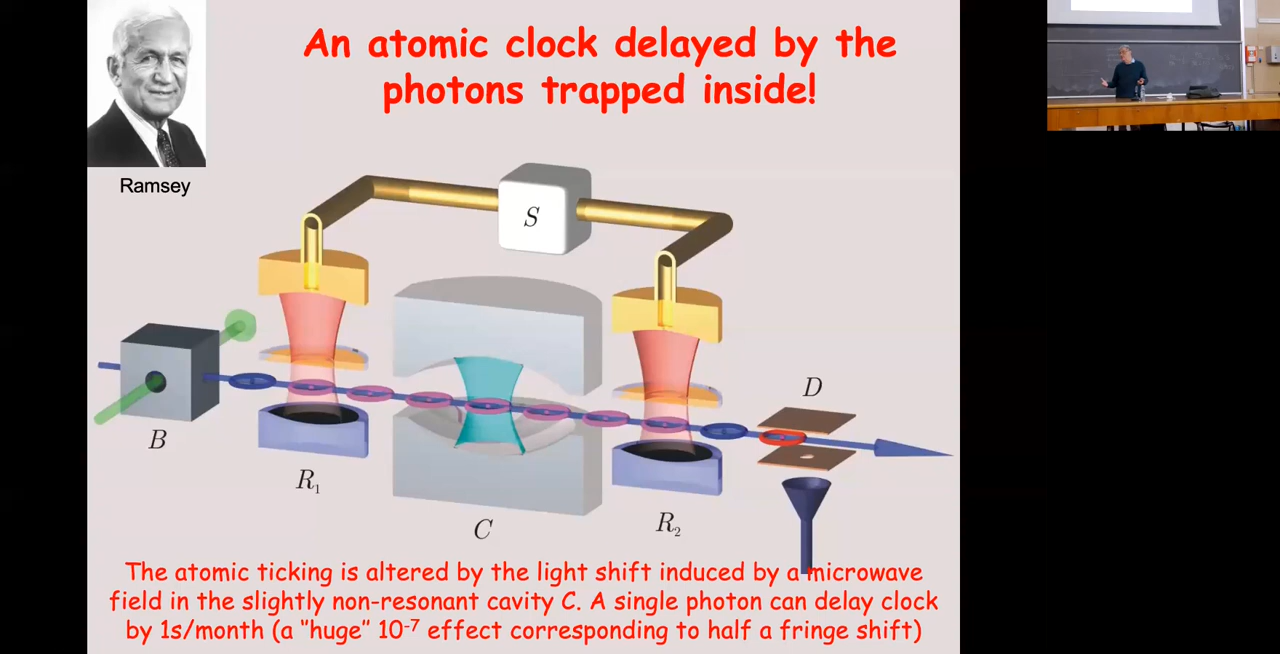 An atomic clock delayed by the
photons trapped inside!
Ramsey
S
B
R₁
C
R₂
D
The atomic ticking is altered by the light shift induced by a microwave
field in the slightly non-resonant cavity C. A single photon can delay clock
by 1s/month (a ‘’huge’’ 10⁻⁷ effect corresponding to half a fringe shift)